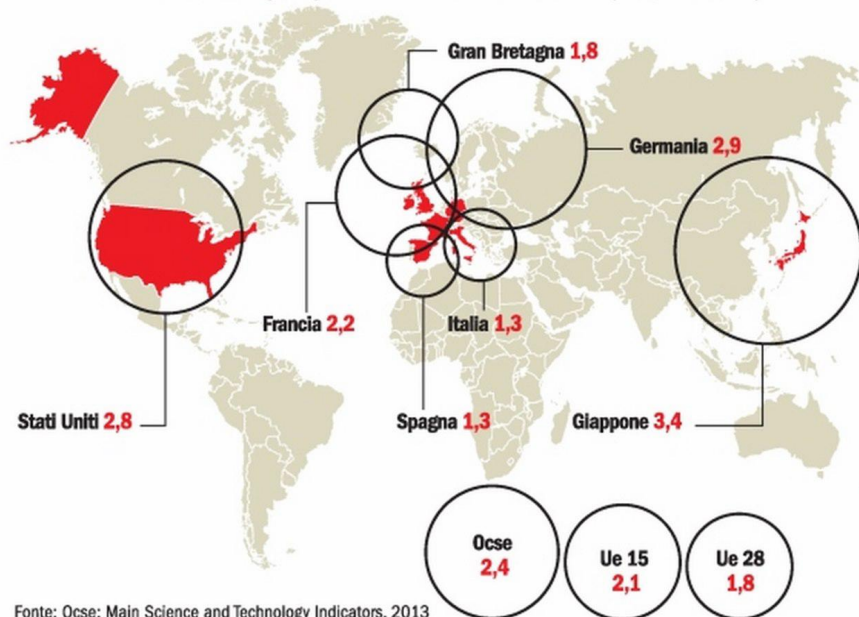 Gran Bretagna 1,8
Germania 2,9
Francia 2,2
Italia 1,3
Stati Uniti 2,8
Spagna 1,3
Giappone 3,4
Ocse
2,4
Ue 15
2,1
Ue 28
1,8
Fonte: Ocse: Main Science and Technology Indicators, 2013